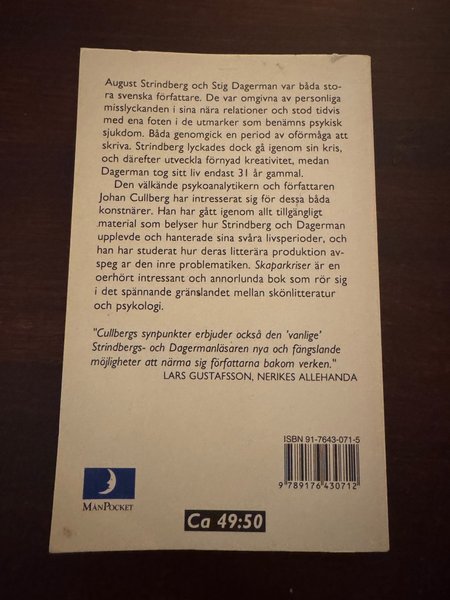 August Strindberg och Stig Dagerman var båda sto-
ra svenska författare. De var omgivna av personliga
misslyckanden i sina nära relationer och stod tidvis
med ena foten i de utmarker som benämns psykisk
sjukdom. Båda genomgick en period av oförmåga att
skriva. Strindberg lyckades dock gå igenom sin kris,
och därefter utveckla förnyad kreativitet, medan
Dagerman tog sitt liv endast 31 år gammal.
Den välkände psykoanalytikern och författaren
Johan Cullberg har intresserat sig för dessa båda
konstnärer. Han har gått igenom allt tillgängligt
material som belyser hur Strindberg och Dagerman
upplevde och hanterade sina svåra livsperioder, och
han har studerat hur deras litterära produktion av-
speg ar den inre problematiken. Skaparkriser är en
oerhört intressant och annorlunda bok som rör sig
i det spännande gränslandet mellan skönlitteratur
och psykologi.
"Cullbergs synpunkter erbjuder också den 'vanlige'
Strindbergs- och Dagermanläsaren nya och fängslande
möjligheter att närma sig författarna bakom verken."
LARS GUSTAFSSON, NERIKES ALLEHANDA
ISBN 91-7643-071-5
9 789176 430712
MANPOCKET
Ca 49:50